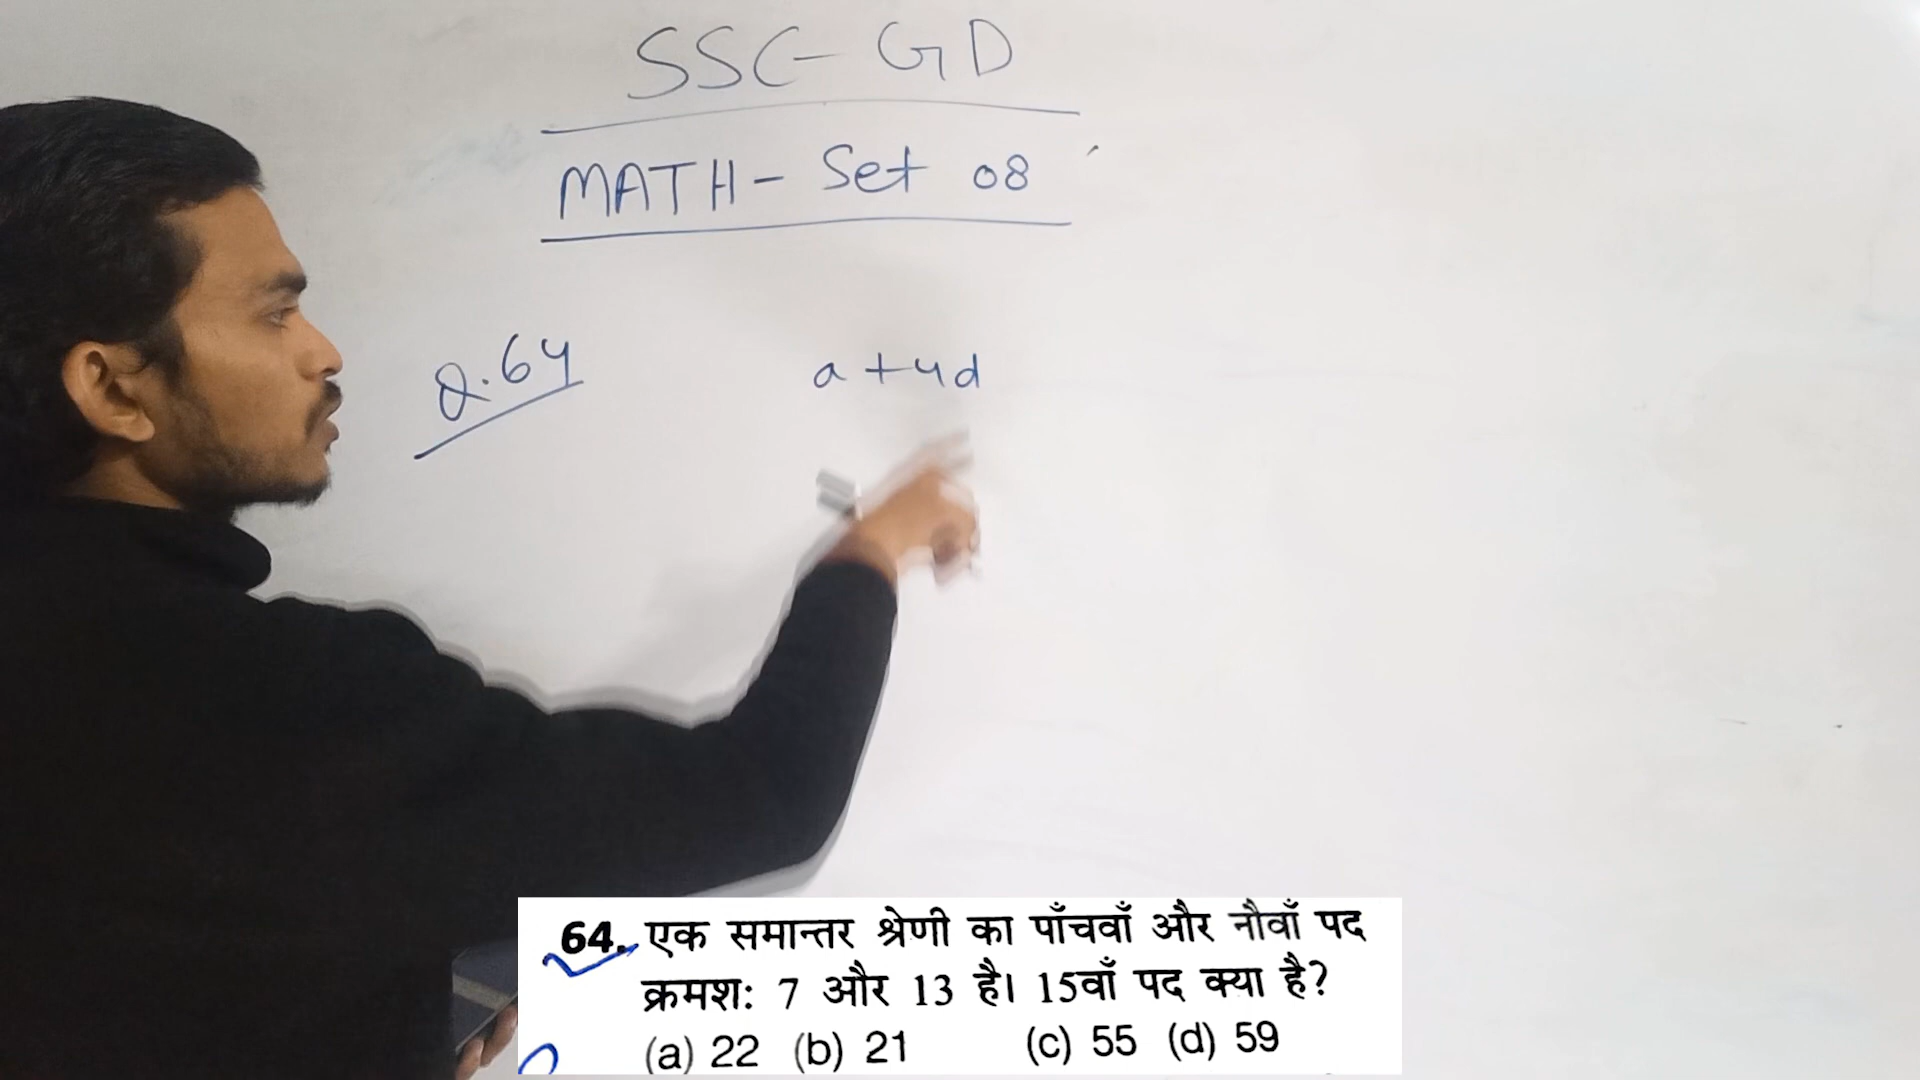 SSC-GD
MATH- Set 08
Q.64
a+4d
64. एक समान्तर श्रेणी का पाँचवाँ और नौवाँ पद
क्रमशः 7 और 13 है। 15वाँ पद क्या है?
(a) 22 (b) 21 (c) 55 (d) 59